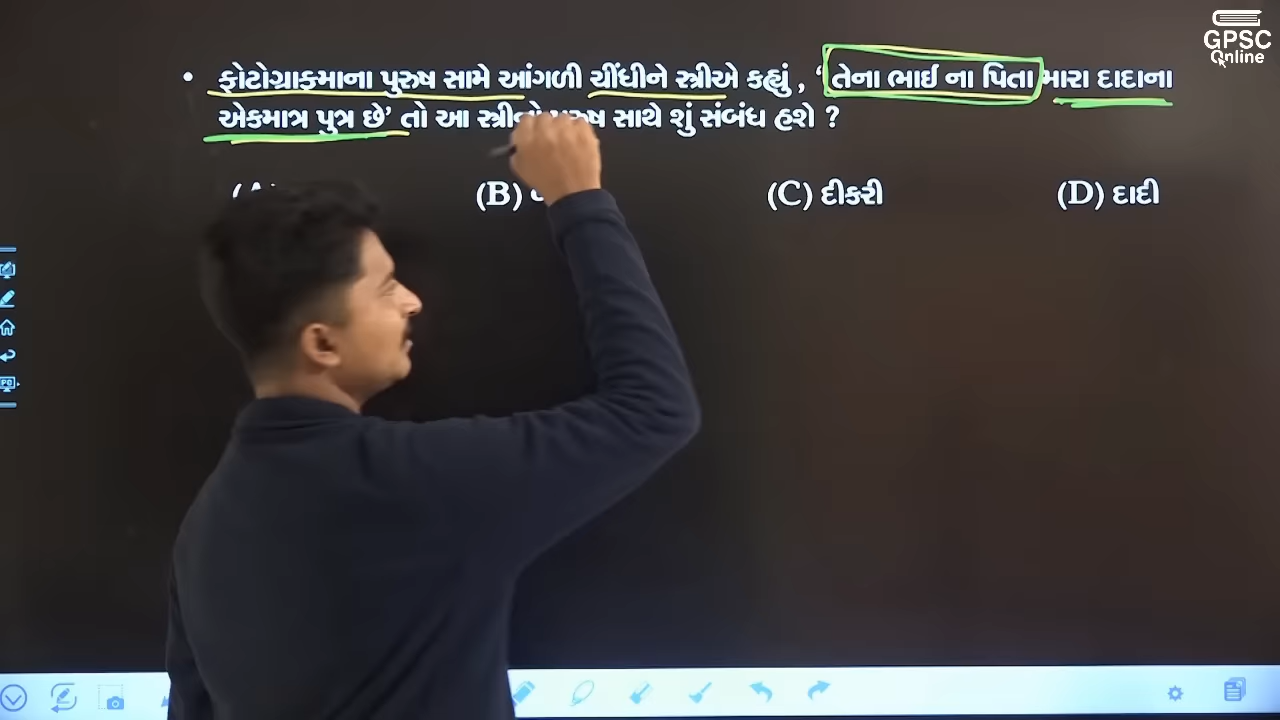 GPSC
Online
• ફોટોગ્રાફમાના પુરુષ સામે આંગળી ચીંધીને સ્ત્રીએ કહ્યું , ‘ તેના ભાઇ ના પિતા મારા દાદાના
એકમાત્ર પુત્ર છે’ તો આ સ્ત્રીનો પુરુષ સાથે શું સંબંધ હશે ?
(B) (C) દીકરી (D) દાદી